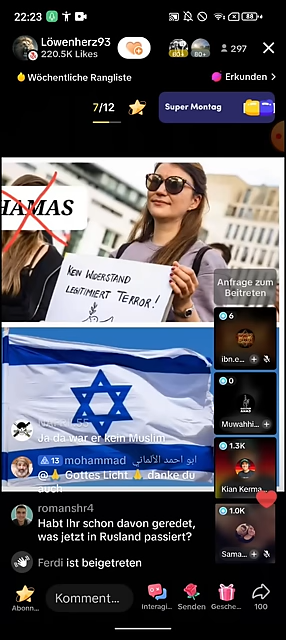 22:23
88
Löwenherz93
220.5K Likes
297
Wöchentliche Rangliste
Erkunden >
7/12
Super Montag
HAMAS
KEIN WIDERSTAND
LEGITIMIERT TERROR!
Anfrage zum
Beitreten
6
ibn.e...
0
Muwahhi...
Ja da war er kein Muslim
1.3K
Kian Kerma...
13 mohammad ابو احمد الألماني
@🙏 Gottes Licht.🙏 danke du
auch
1.0K
Sama...
romanshr4
Habt Ihr schon davon geredet,
was jetzt in Rusland passiert?
Ferdi ist beigetreten
Abonn...
Komment...
Interagi...
Senden
Gesche...
100